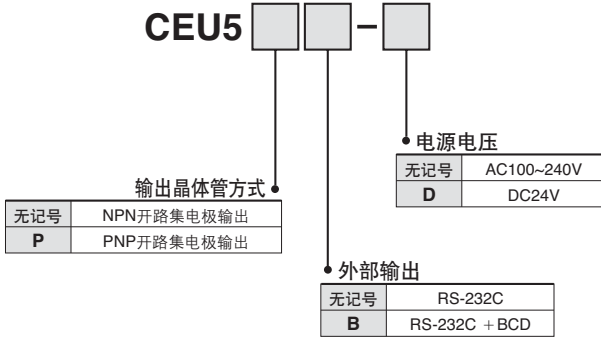 CEU5 □□-□
电源电压
无记号 AC100~240V
D DC24V
输出晶体管方式
无记号 NPN开路集电极输出
P PNP开路集电极输出
外部输出
无记号 RS-232C
B RS-232C +BCD